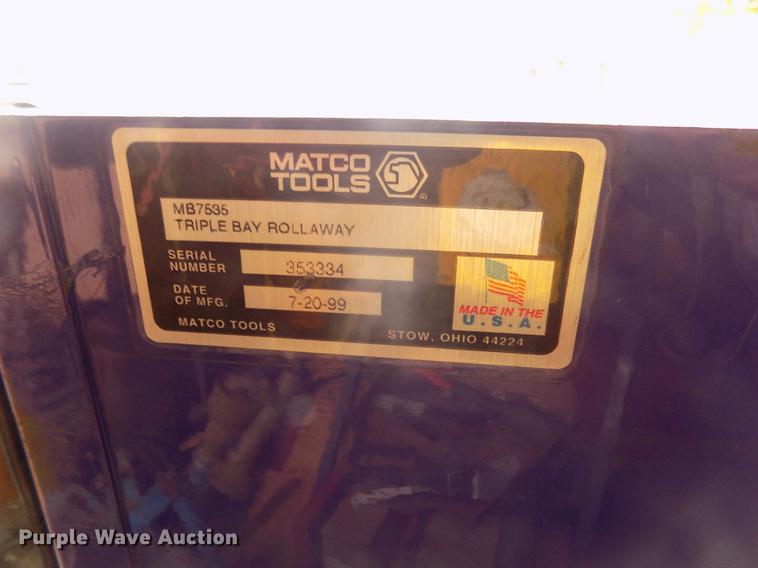 MATCO
TOOLS
MB7535
TRIPLE BAY ROLLAWAY
SERIAL
NUMBER 353334
DATE
OF MFG. 7-20-99
MADE IN THE
U.S.A.
MATCO TOOLS STOW, OHIO 44224
Purple Wave Auction